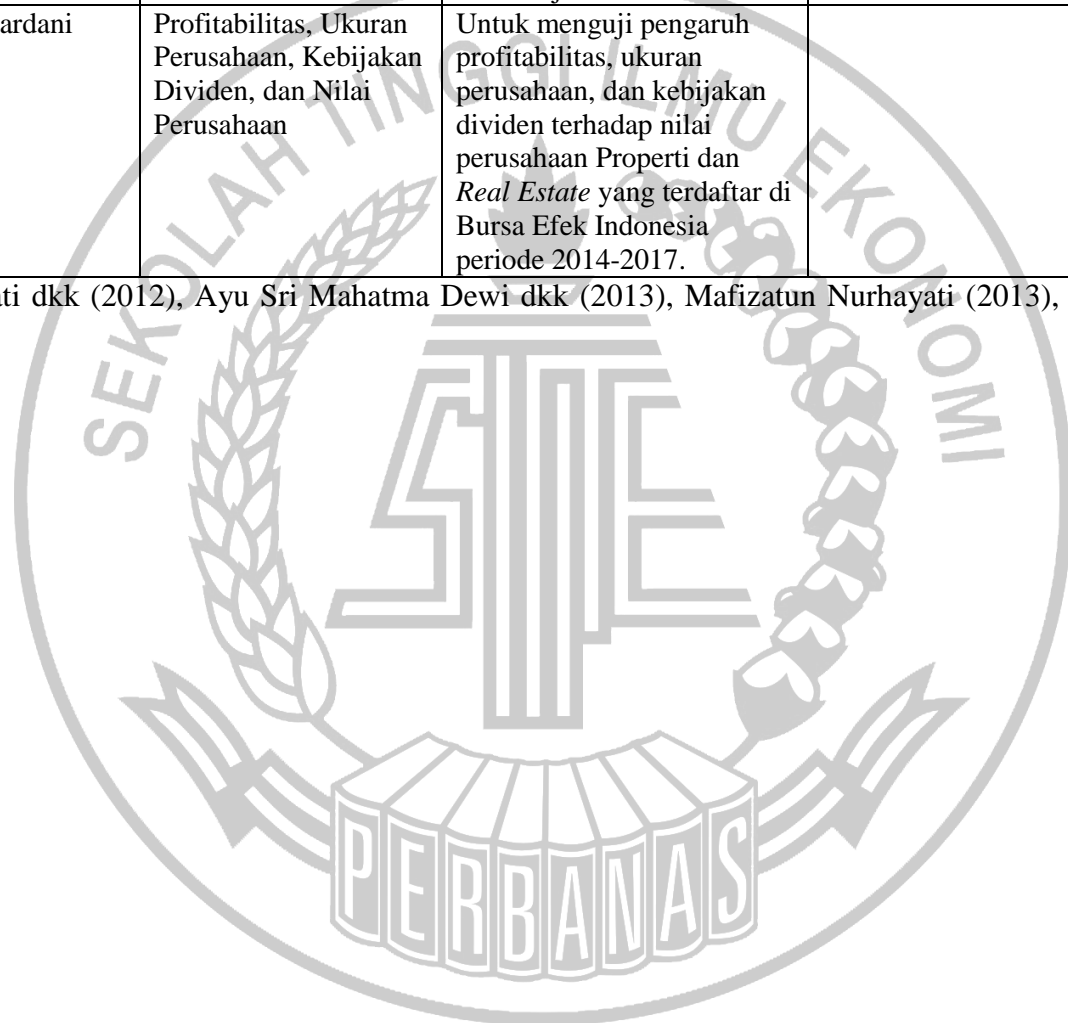 ardani
Profitabilitas, Ukuran
Perusahaan, Kebijakan
Dividen, dan Nilai
Perusahaan
Untuk menguji pengaruh
profitabilitas, ukuran
perusahaan, dan kebijakan
dividen terhadap nilai
perusahaan Properti dan
Real Estate yang terdaftar di
Bursa Efek Indonesia
periode 2014-2017.
ati dkk (2012), Ayu Sri Mahatma Dewi dkk (2013), Mafizatun Nurhayati (2013),
SEKOLAH TINGGI ILMU EKONOMI
STIE
PERBANAS